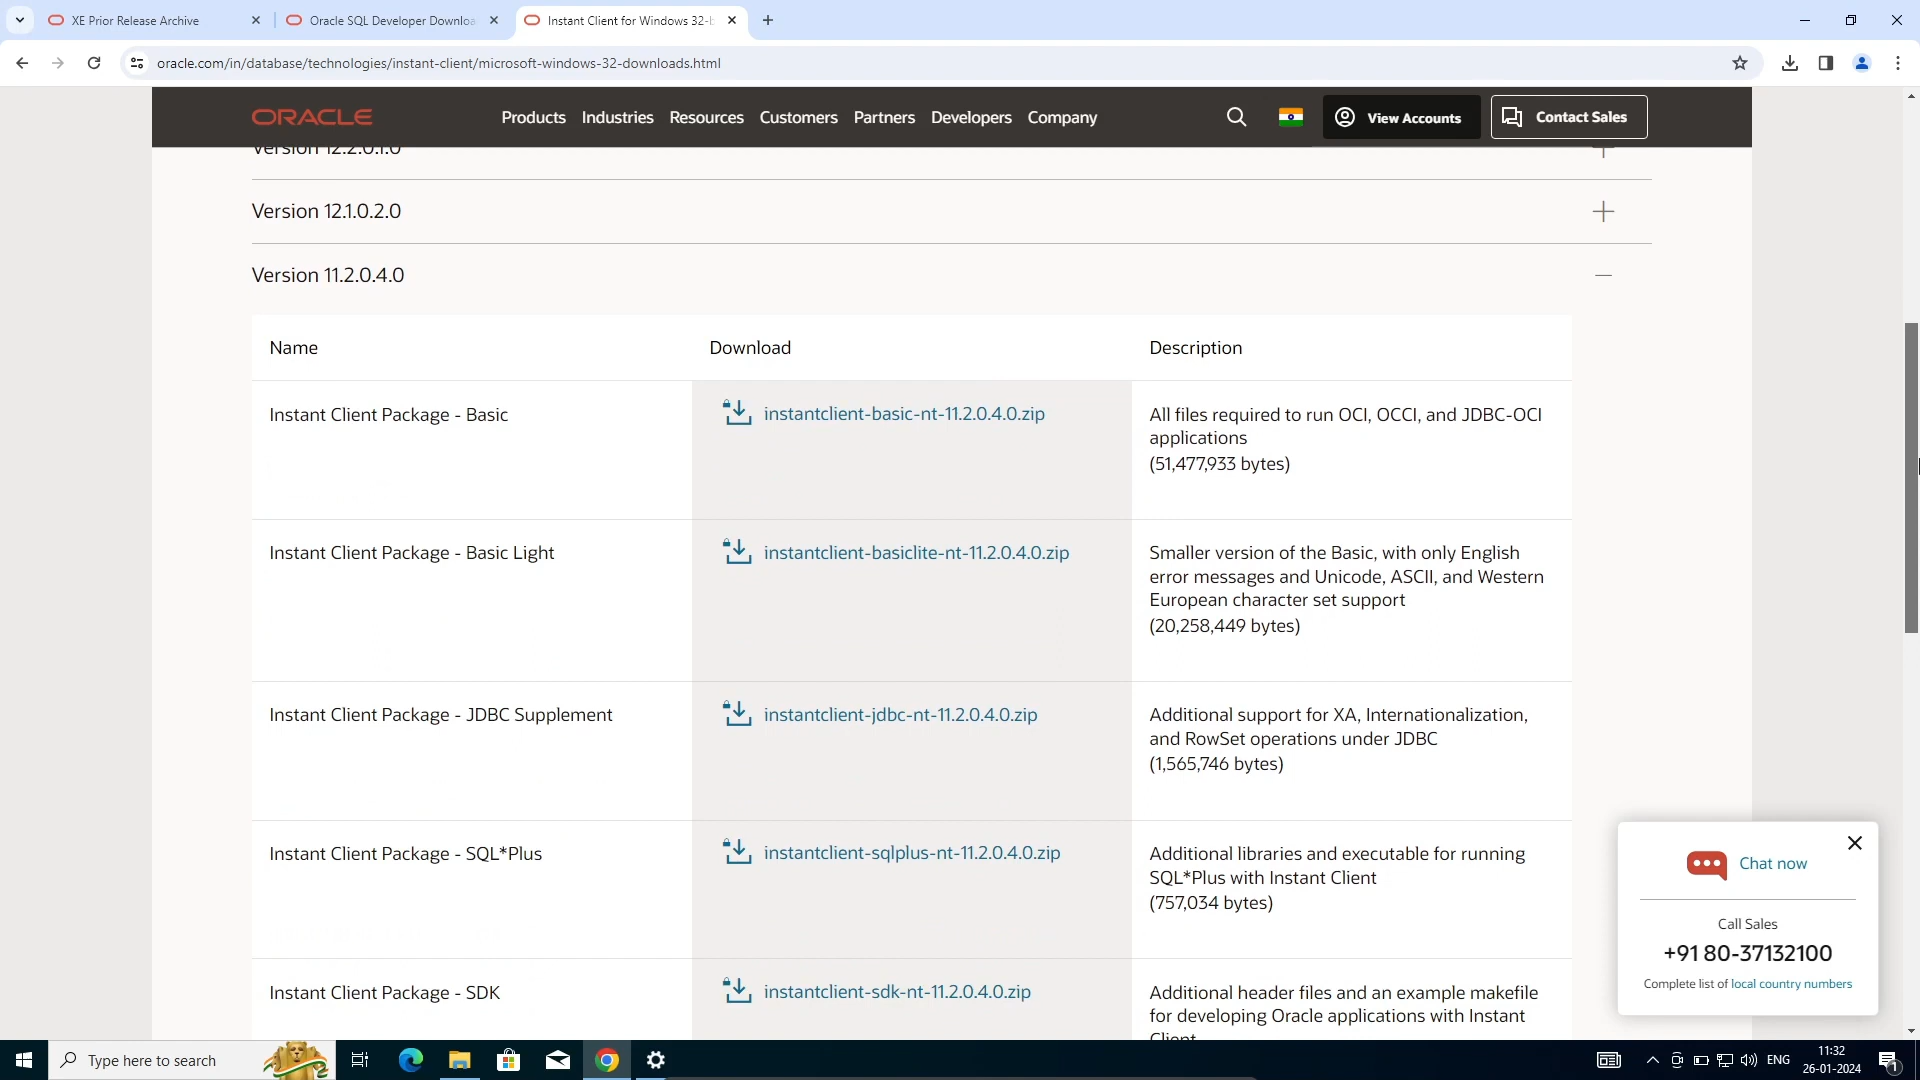 XE Prior Release Archive
Oracle SQL Developer Downloa
Instant Client for Windows 32-b
oracle.com/in/database/technologies/instant-client/microsoft-windows-32-downloads.html
ORACLE
Products Industries Resources Customers Partners Developers Company
View Accounts
Contact Sales
Version 12.2.0.1.0
Version 12.1.0.2.0
Version 11.2.0.4.0
Name Download Description
Instant Client Package - Basic
instantclient-basic-nt-11.2.0.4.0.zip
All files required to run OCI, OCCI, and JDBC-OCI
applications
(51,477,933 bytes)
Instant Client Package - Basic Light
instantclient-basiclite-nt-11.2.0.4.0.zip
Smaller version of the Basic, with only English
error messages and Unicode, ASCII, and Western
European character set support
(20,258,449 bytes)
Instant Client Package - JDBC Supplement
instantclient-jdbc-nt-11.2.0.4.0.zip
Additional support for XA, Internationalization,
and RowSet operations under JDBC
(1,565,746 bytes)
Instant Client Package - SQL*Plus
instantclient-sqlplus-nt-11.2.0.4.0.zip
Additional libraries and executable for running
SQL*Plus with Instant Client
(757,034 bytes)
Instant Client Package - SDK
instantclient-sdk-nt-11.2.0.4.0.zip
Additional header files and an example makefile
for developing Oracle applications with Instant
Client
Chat now
Call Sales
+91 80-37132100
Complete list of local country numbers
Type here to search
ENG
11:32
26-01-2024
1